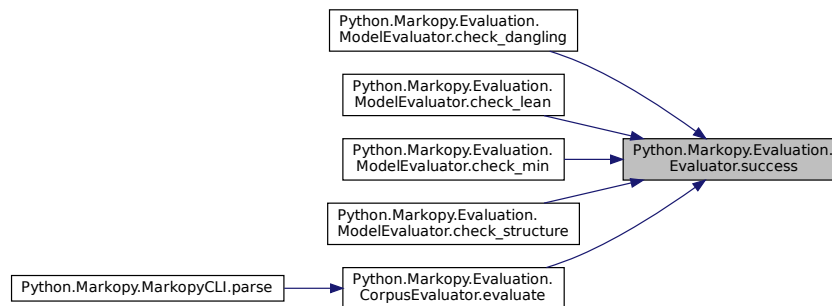 Python.Markopy.Evaluation.
ModelEvaluator.check_dangling
Python.Markopy.Evaluation.
ModelEvaluator.check_lean
Python.Markopy.Evaluation.
ModelEvaluator.check_min
Python.Markopy.Evaluation.
Evaluator.success
Python.Markopy.Evaluation.
ModelEvaluator.check_structure
Python.Markopy.MarkopyCLI.parse
Python.Markopy.Evaluation.
CorpusEvaluator.evaluate